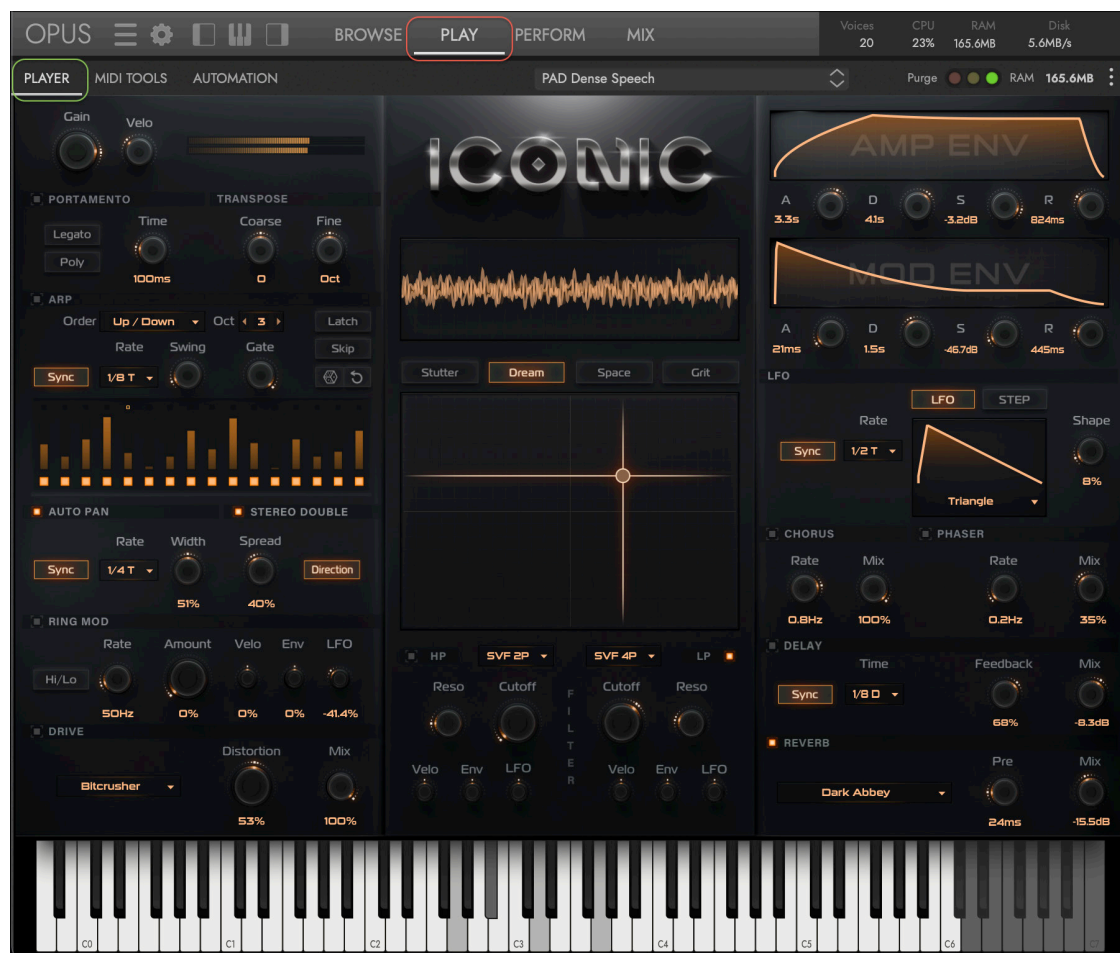 OPUS BROWSE PLAY PERFORM MIX Voices CPU RAM Disk
20 23% 165.6MB 5.6MB/s
PLAYER MIDI TOOLS AUTOMATION PAD Dense Speech Purge RAM 165.6MB
Gain Velo
ICONIC
PORTAMENTO TRANSPOSE
Legato Time Coarse Fine
Poly
100ms 0 Oct
ARP
Order Up / Down Oct 3 Latch
Rate Swing Gate Skip
Sync 1/8 T
AUTO PAN STEREO DOUBLE
Rate Width Spread
Sync 1/4 T Direction
51% 40%
RING MOD
Rate Amount Velo Env LFO
Hi/Lo
50Hz 0% 0% 0% -41.4%
DRIVE
Distortion Mix
Bitcrusher
53% 100%
Stutter Dream Space Grit
HP SVF 2P SVF 4P LP
Reso Cutoff Cutoff Reso
FILTER
Velo Env LFO Velo Env LFO
AMP ENV
A D S R
3.3s 4.1s -3.2dB 824ms
MOD ENV
A D S R
21ms 1.5s -46.7dB 445ms
LFO
LFO STEP
Rate Shape
Sync 1/2 T
8%
Triangle
CHORUS PHASER
Rate Mix Rate Mix
0.8Hz 100% 0.2Hz 35%
DELAY
Time Feedback Mix
Sync 1/8 D
68% -8.3dB
REVERB
Pre Mix
Dark Abbey
24ms -15.5dB
C0 C1 C2 C3 C4 C5 C6 C7